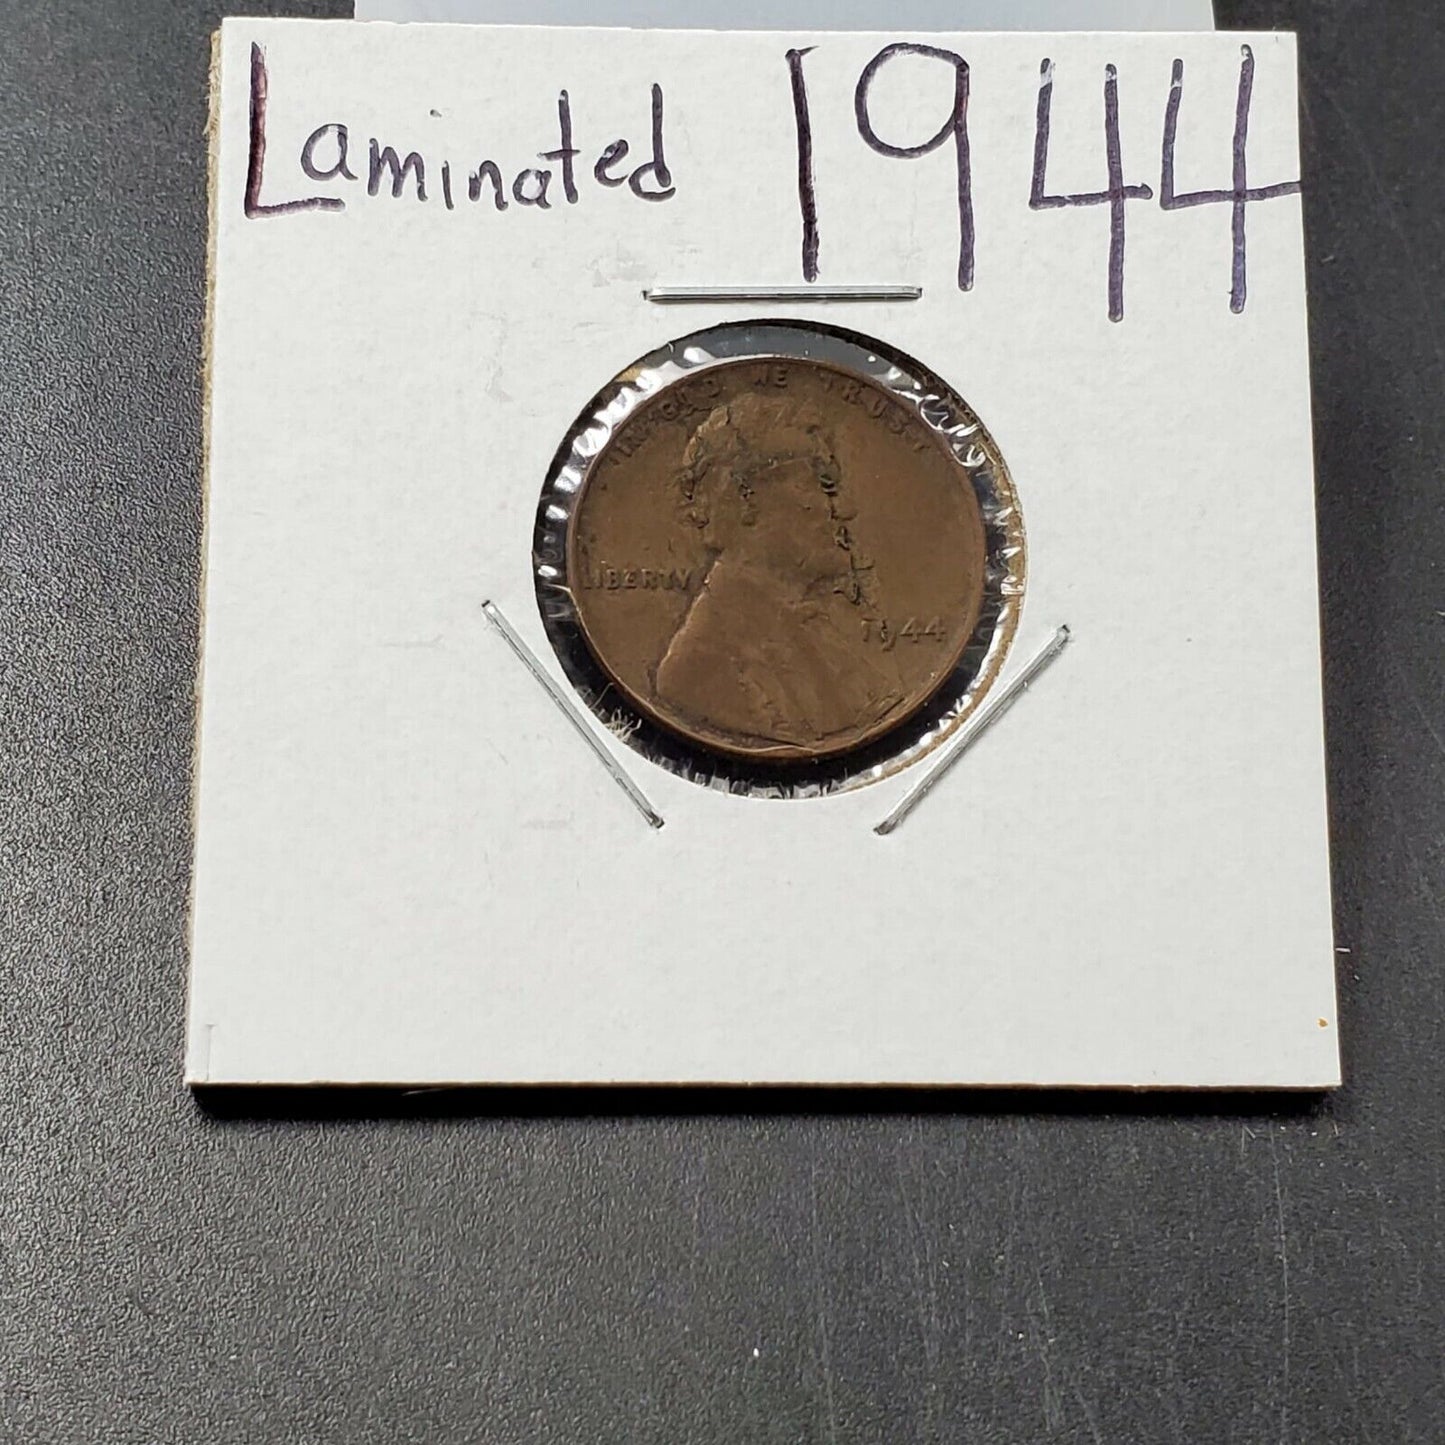 Laminated 1944
IN GOD WE TRUST
LIBERTY
1944